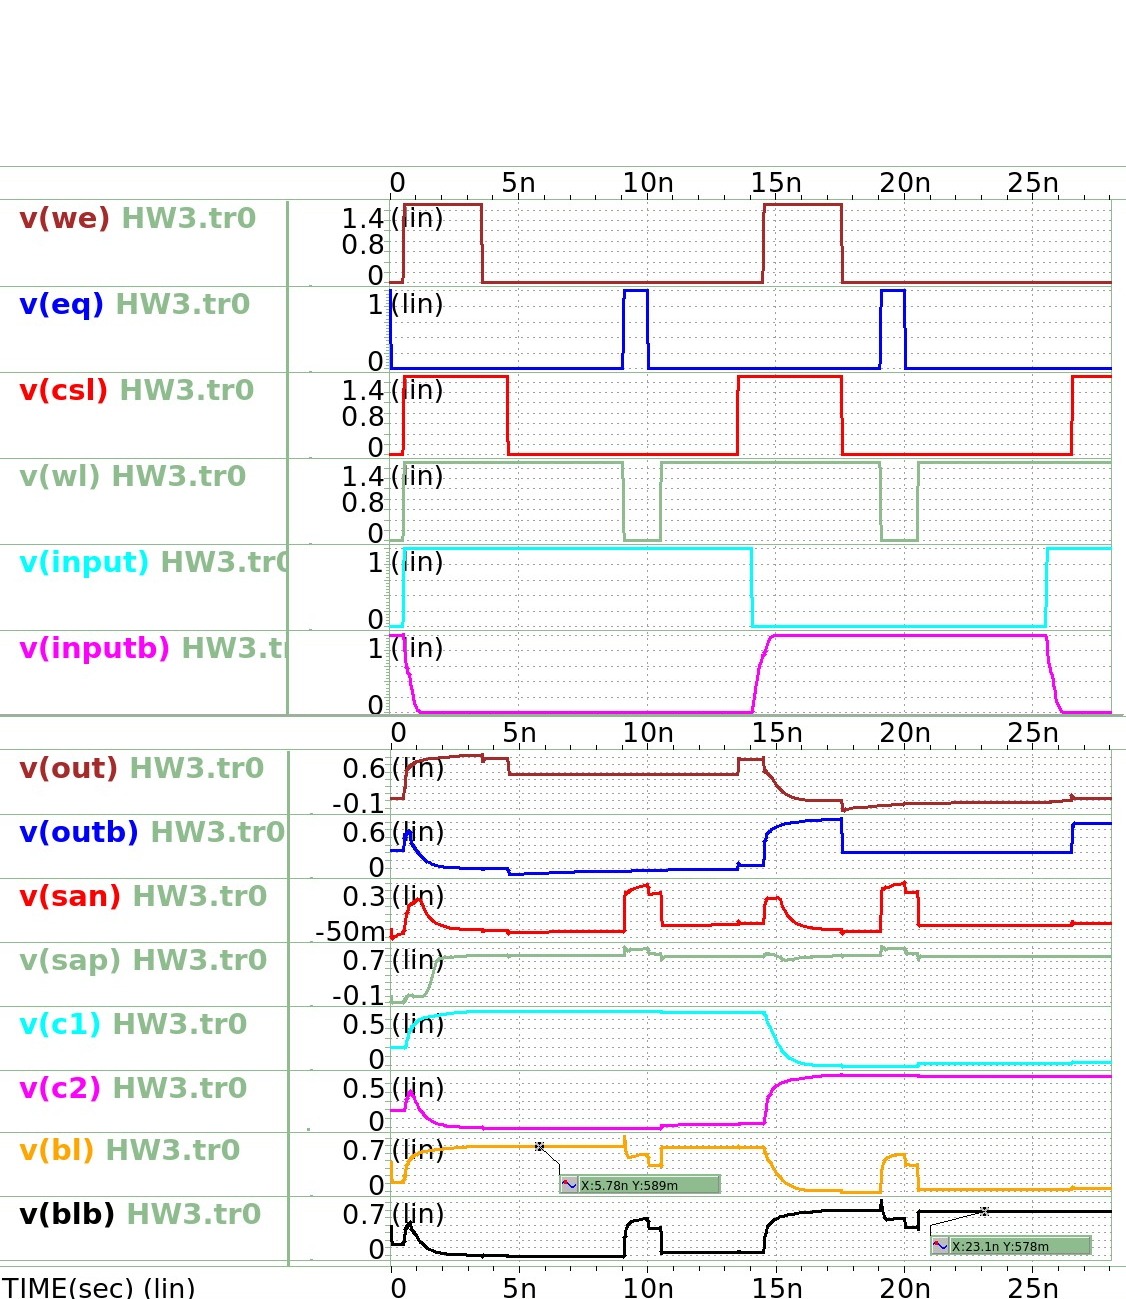 0 5n 10n 15n 20n 25n
v(we) HW3.tr0 1.4 (lin)
0.8
0
v(eq) HW3.tr0 1 (lin)
0
v(csl) HW3.tr0 1.4 (lin)
0.8
0
v(wl) HW3.tr0 1.4 (lin)
0.8
0
v(input) HW3.tr0 1 (lin)
0
v(inputb) HW3.tr 1 (lin)
0
0 5n 10n 15n 20n 25n
v(out) HW3.tr0 0.6 (lin)
-0.1
v(outb) HW3.tr0 0.6 (lin)
0
v(san) HW3.tr0 0.3 (lin)
-50m
v(sap) HW3.tr0 0.7 (lin)
-0.1
v(c1) HW3.tr0 0.5 (lin)
0
v(c2) HW3.tr0 0.5 (lin)
0
v(bl) HW3.tr0 0.7 (lin)
0 X:5.78n Y:589m
v(blb) HW3.tr0 0.7 (lin)
0 X:23.1n Y:578m
TIME(sec) (lin) 0 5n 10n 15n 20n 25n